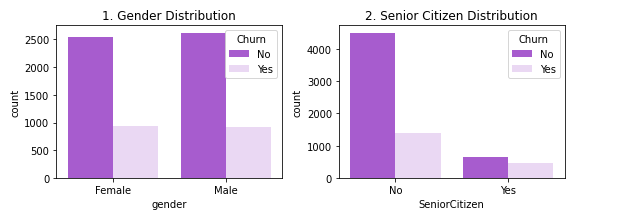 1. Gender Distribution
count
2500
2000
1500
1000
500
0
Churn
No
Yes
Female
Male
gender
2. Senior Citizen Distribution
count
4000
3000
2000
1000
0
Churn
No
Yes
No
Yes
SeniorCitizen